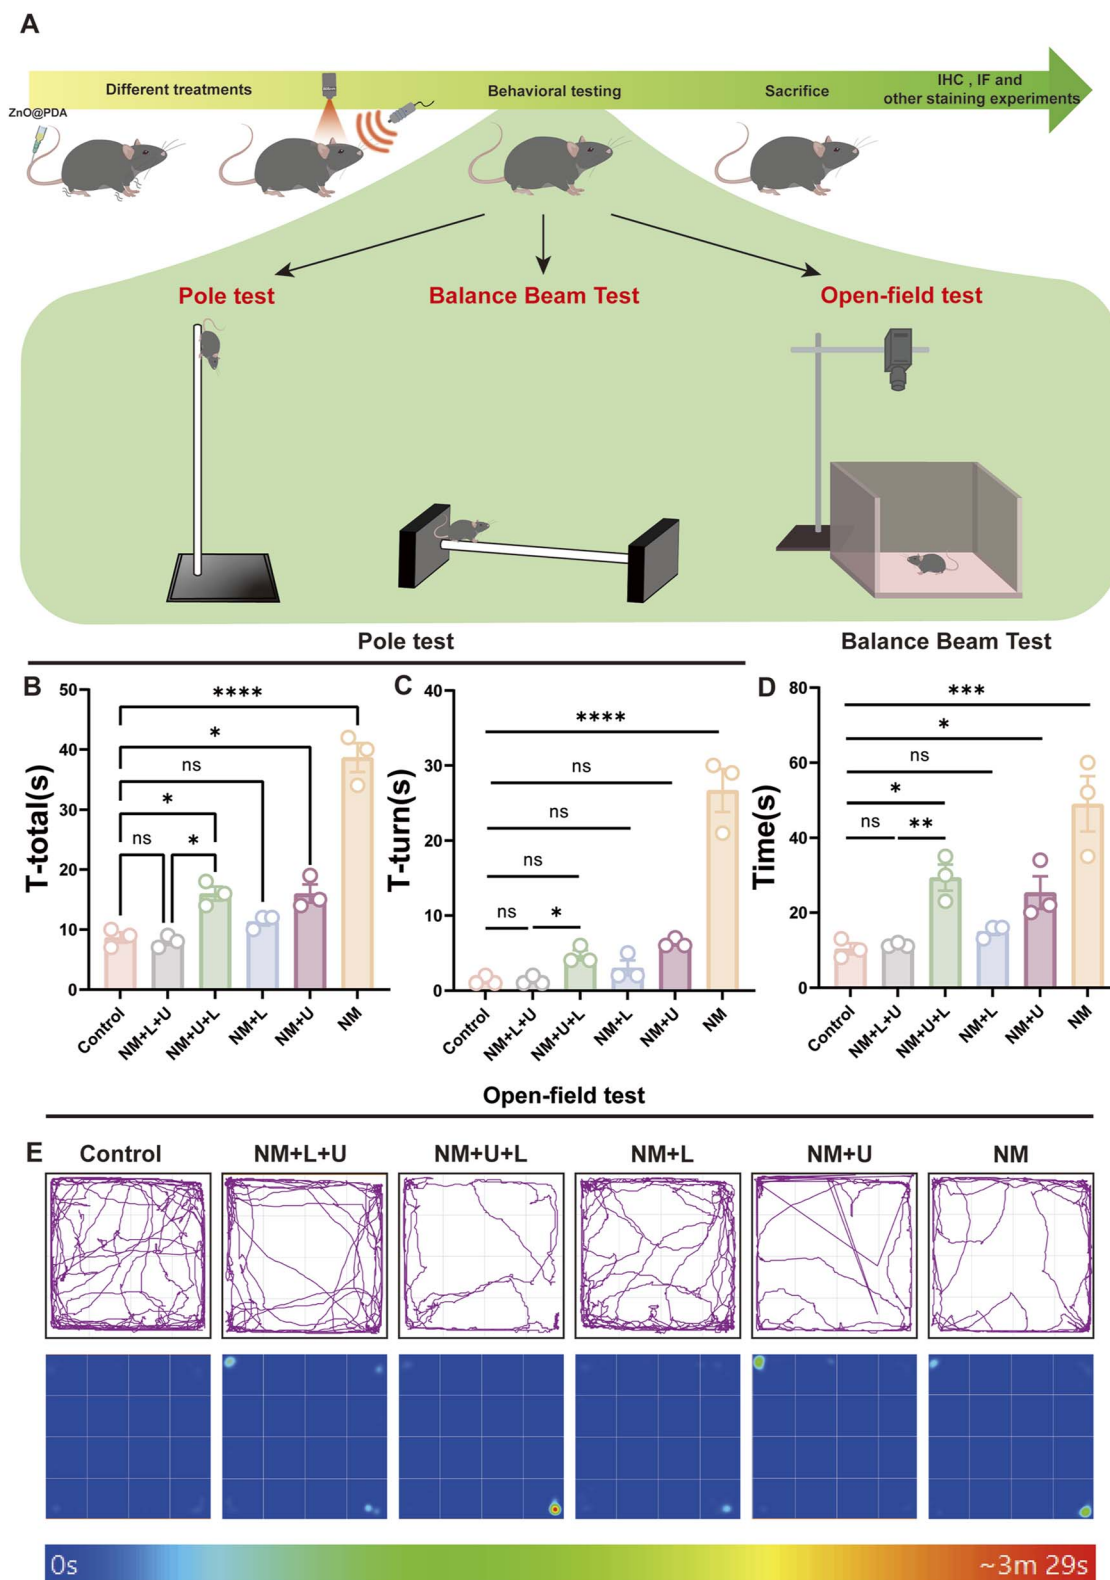 A
Different treatments
Behavioral testing
Sacrifice
IHC , IF and
other staining experiments
ZnO@PDA
Pole test
Balance Beam Test
Open-field test
Pole test
Balance Beam Test
B
T-total(s)
50
40
30
20
10
0
****
*
ns
*
ns
*
Control
NM+L+U
NM+U+L
NM+L
NM+U
NM
C
T-turn(s)
40
30
20
10
0
****
ns
ns
ns
ns
*
Control
NM+L+U
NM+U+L
NM+L
NM+U
NM
D
Time(s)
80
60
40
20
0
***
*
ns
*
ns
**
Control
NM+L+U
NM+U+L
NM+L
NM+U
NM
Open-field test
E
Control
NM+L+U
NM+U+L
NM+L
NM+U
NM
0s
~3m 29s